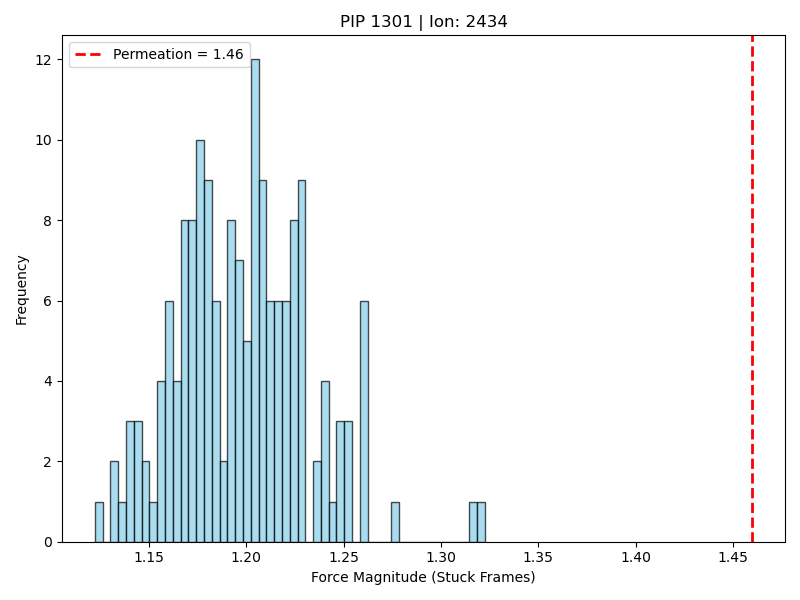 PIP 1301 | Ion: 2434
Permeation = 1.46
Frequency
12
10
8
6
4
2
0
1.15 1.20 1.25 1.30 1.35 1.40 1.45
Force Magnitude (Stuck Frames)